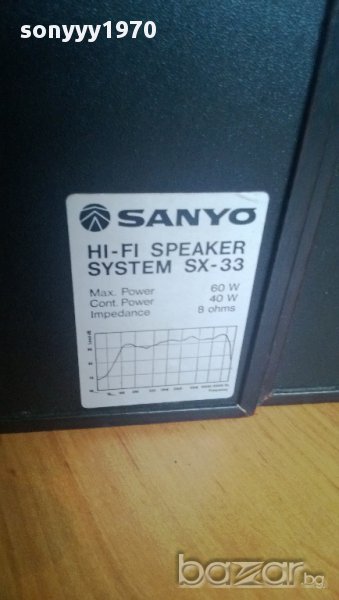 sonyyy1970
SANYO
HI-FI SPEAKER
SYSTEM SX-33
Max. Power 60 W
Cont. Power 40 W
Impedance 8 ohms
bazar.bg